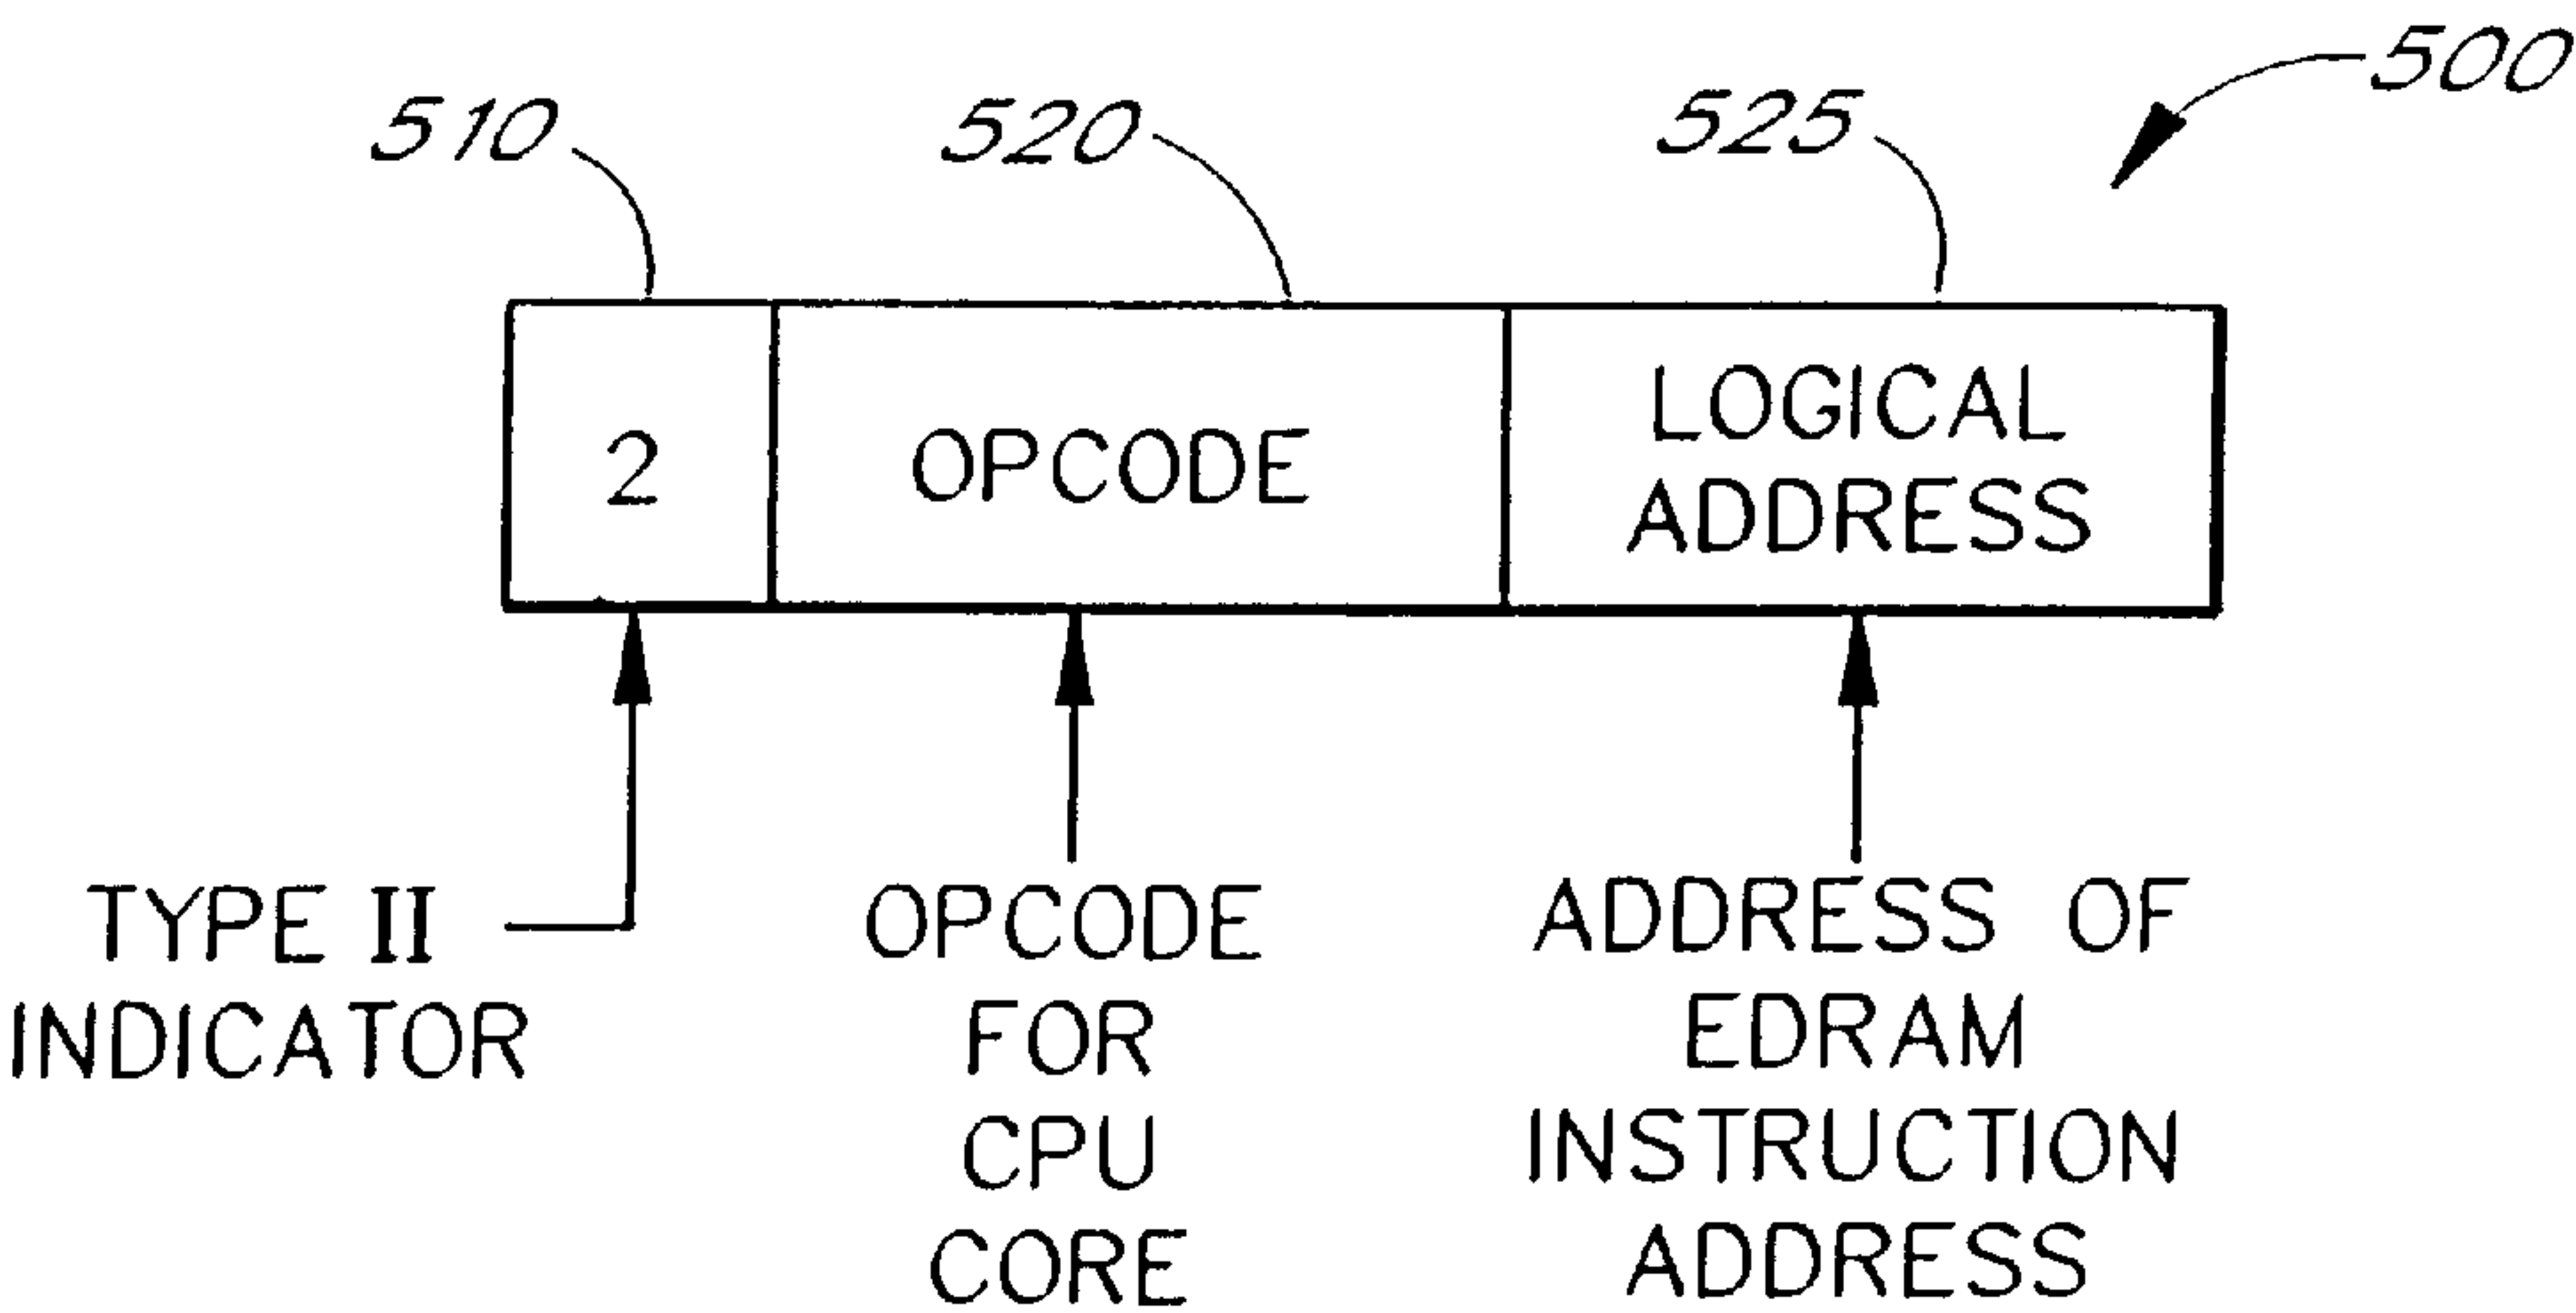 500
510
520
525
2
OPCODE
LOGICAL
ADDRESS
TYPE II
INDICATOR
OPCODE
FOR
CPU
CORE
ADDRESS OF
EDRAM
INSTRUCTION
ADDRESS